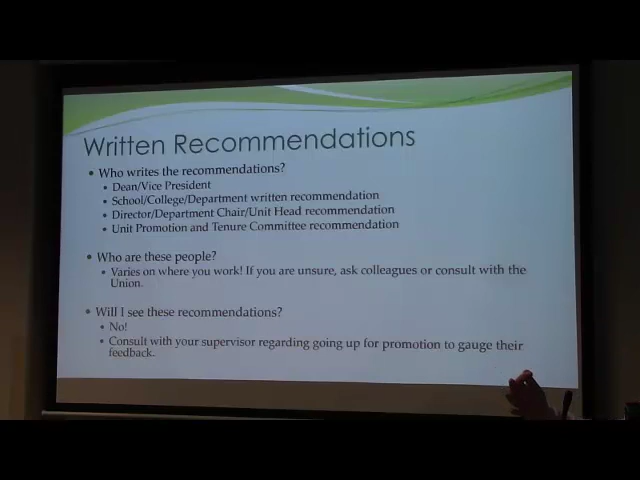 Written Recommendations
• Who writes the recommendations?
• Dean/Vice President
• School/College/Department written recommendation
• Director/Department Chair/Unit Head recommendation
• Unit Promotion and Tenure Committee recommendation
• Who are these people?
• Varies on where you work! If you are unsure, ask colleagues or consult with the
Union.
• Will I see these recommendations?
• No!
• Consult with your supervisor regarding going up for promotion to gauge their
feedback.